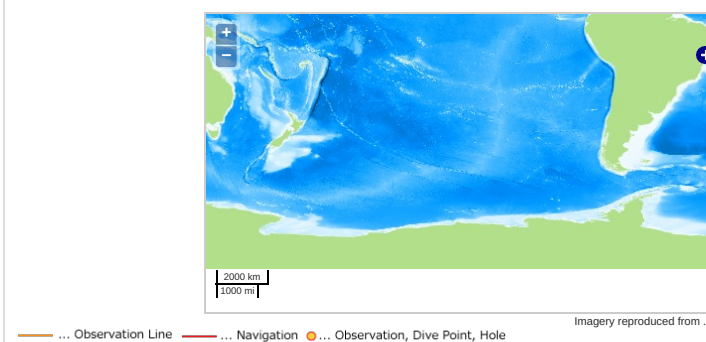 +
−
2000 km
1000 mi
Imagery reproduced from .
... Observation Line ... Navigation ... Observation, Dive Point, Hole